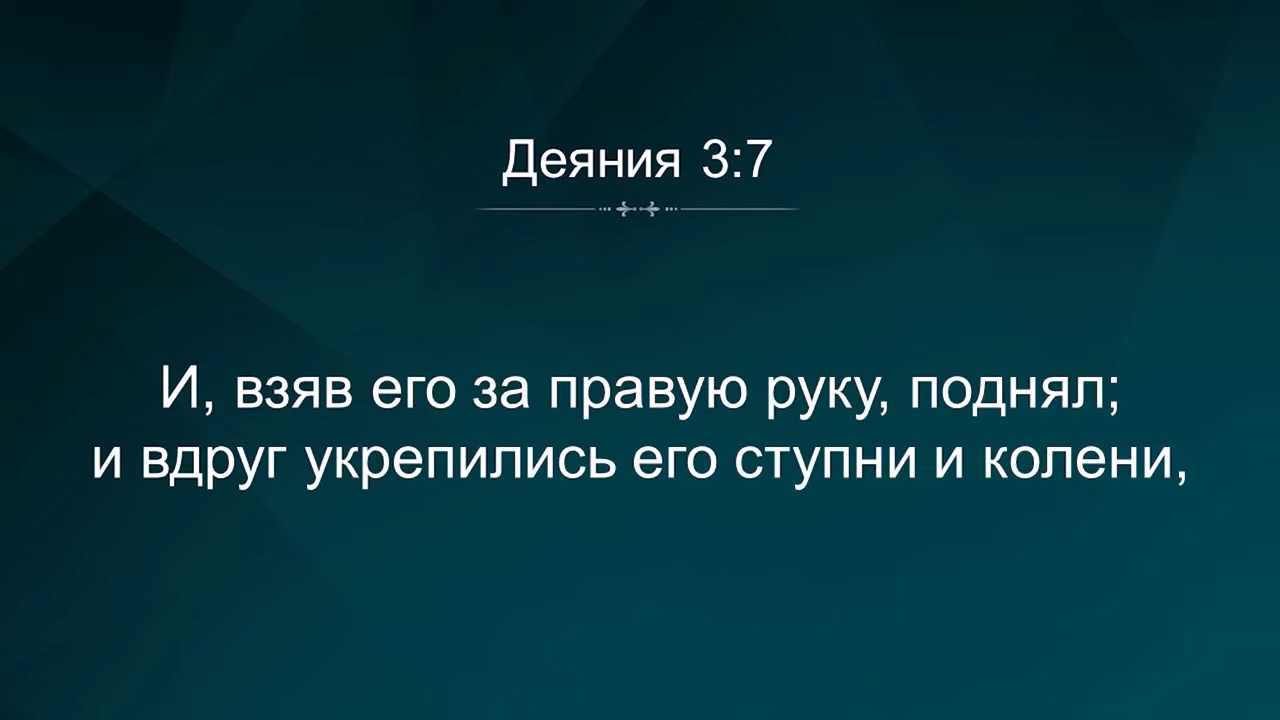 Деяния 3:7
И, взяв его за правую руку, поднял;
и вдруг укрепились его ступни и колени,